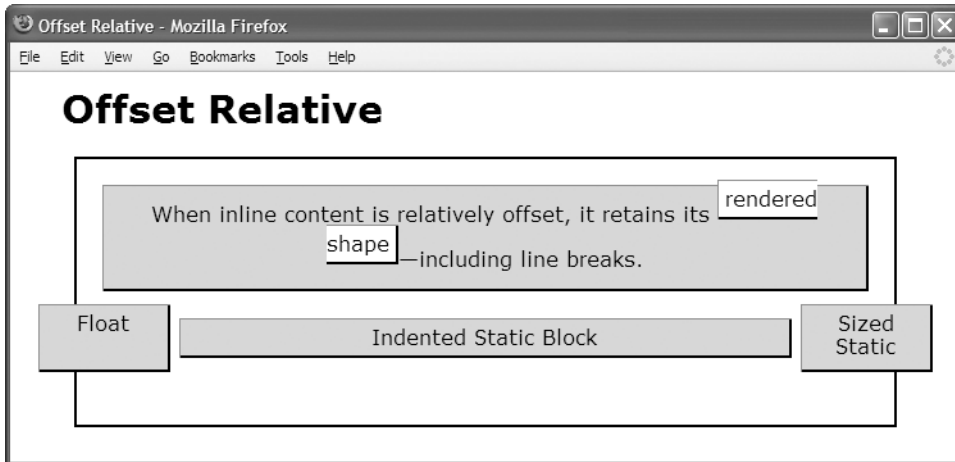 Offset Relative - Mozilla Firefox
File Edit View Go Bookmarks Tools Help
Offset Relative
When inline content is relatively offset, it retains its rendered
shape —including line breaks.
Float
Indented Static Block
Sized
Static